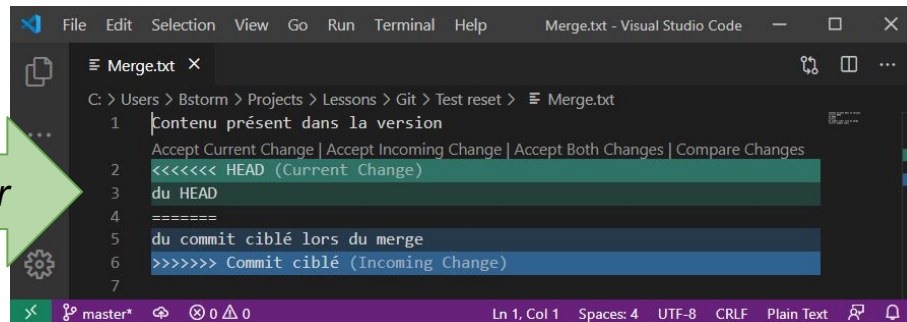 File Edit Selection View Go Run Terminal Help Merge.txt - Visual Studio Code
Merge.txt
C: > Users > Bstorm > Projects > Lessons > Git > Test reset > Merge.txt
1 Contenu présent dans la version
Accept Current Change | Accept Incoming Change | Accept Both Changes | Compare Changes
2 <<<<<<< HEAD (Current Change)
3 du HEAD
4 =======
5 du commit ciblé lors du merge
6 >>>>>>> Commit ciblé (Incoming Change)
7
master* 0 0 Ln 1, Col 1 Spaces: 4 UTF-8 CRLF Plain Text